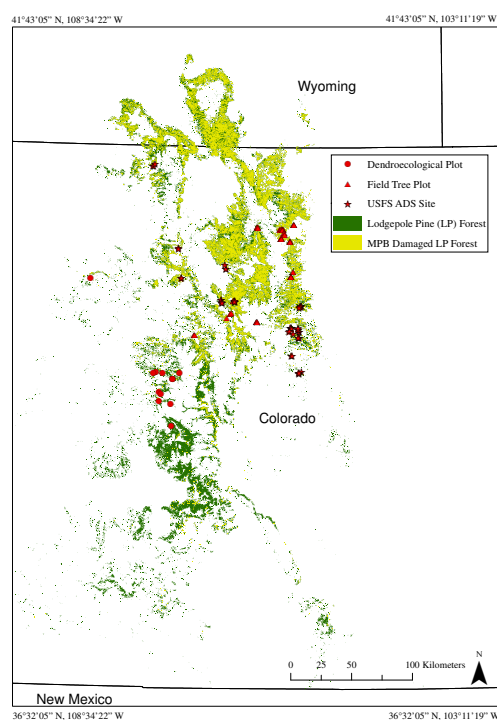 41°43'05" N, 108°34'22" W
41°43'05" N, 103°11'19" W
Wyoming
Dendroecological Plot
Field Tree Plot
USFS ADS Site
Lodgepole Pine (LP) Forest
MPB Damaged LP Forest
Colorado
N
0 25 50 100 Kilometers
New Mexico
36°32'05" N, 108°34'22" W
36°32'05" N, 103°11'19" W